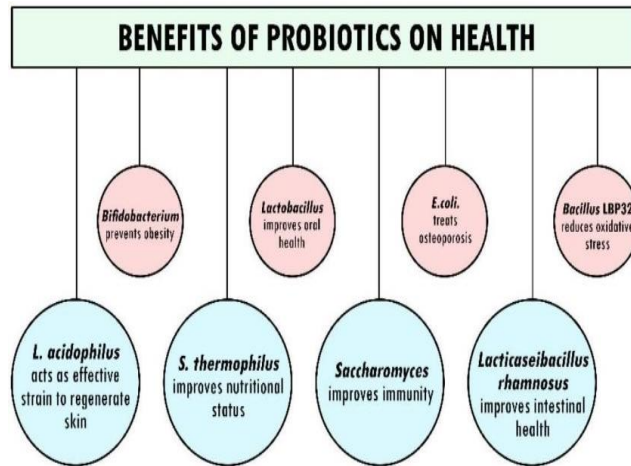 BENEFITS OF PROBIOTICS ON HEALTH
Bifidobacterium
prevents obesity
Lactobacillus
improves oral
health
E.coli.
treats
osteoporosis
Bacillus LBP32
reduces oxidative
stress
L. acidophilus
acts as effective
strain to regenerate
skin
S. thermophilus
improves nutritional
status
Saccharomyces
improves immunity
Lacticaseibacillus
rhamnosus
improves intestinal
health